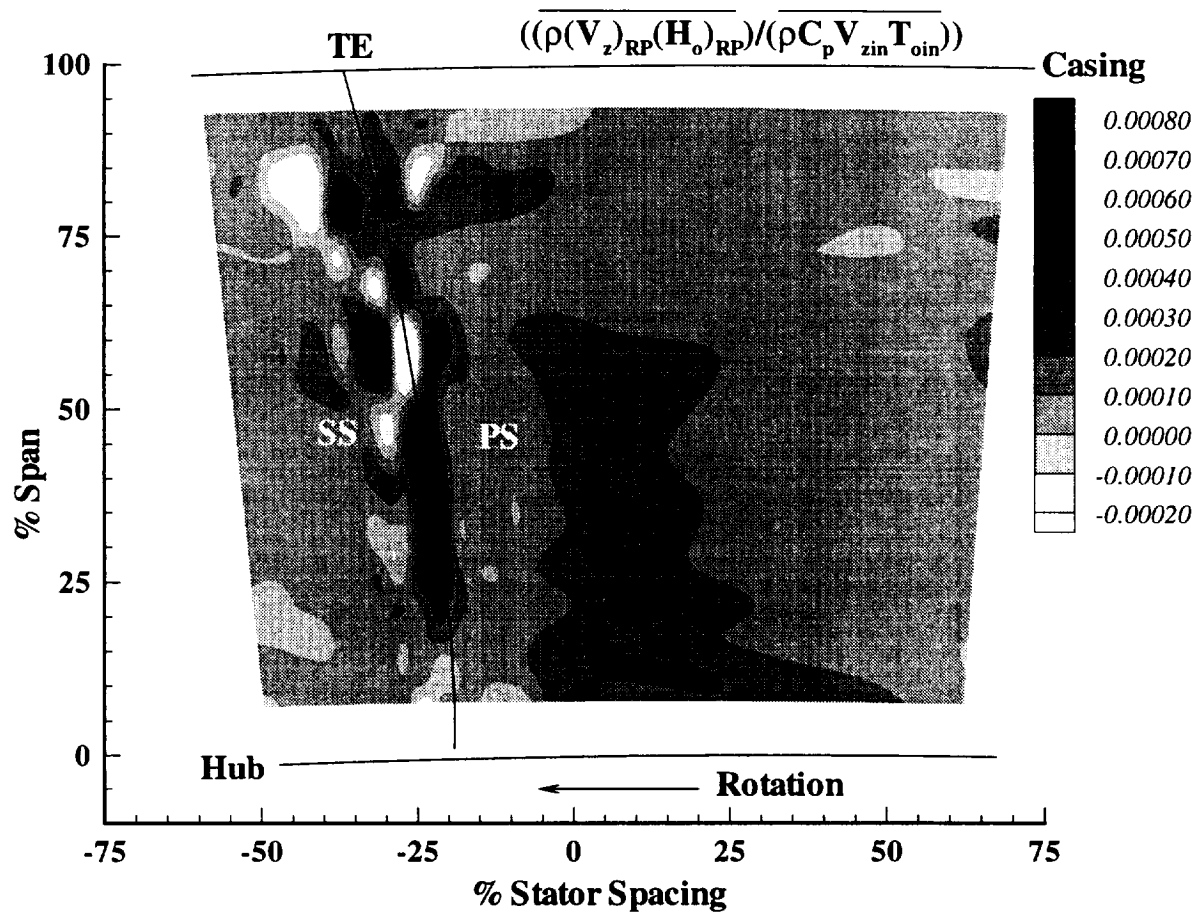 TE
((ρ(V_z)_RP(H_o)_RP)/(ρC_pV_zinT_oin))
100
Casing
0.00080
0.00070
0.00060
0.00050
0.00040
0.00030
0.00020
0.00010
0.00000
-0.00010
-0.00020
75
50
25
0
% Span
SS
PS
Hub
Rotation
-75
-50
-25
0
25
50
75
% Stator Spacing